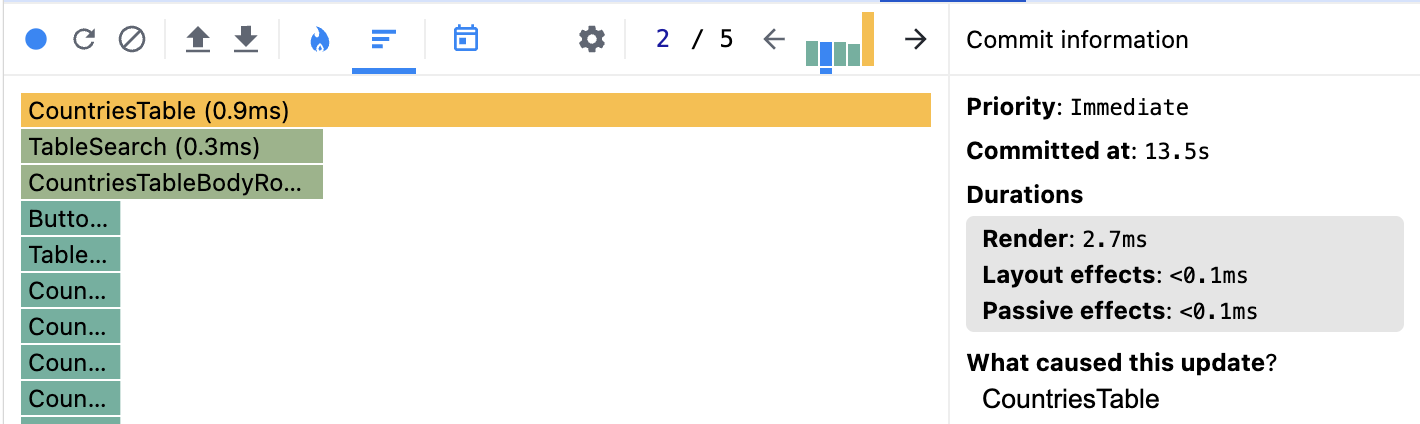 2 / 5
Commit information
CountriesTable (0.9ms)
TableSearch (0.3ms)
CountriesTableBodyRo...
Butto...
Table...
Coun...
Coun...
Coun...
Coun...
Priority: Immediate
Committed at: 13.5s
Durations
Render: 2.7ms
Layout effects: <0.1ms
Passive effects: <0.1ms
What caused this update?
CountriesTable